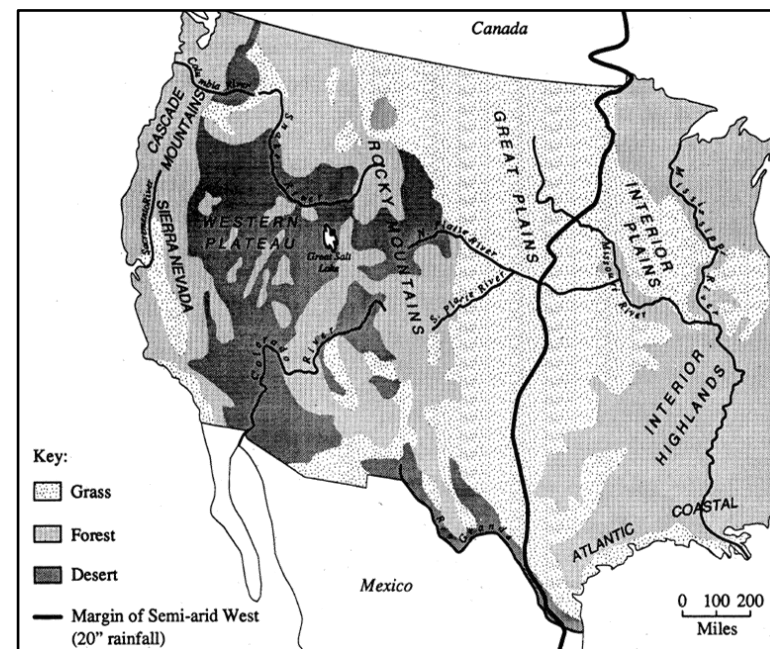 Canada
Columbia River
CASCADE
MOUNTAINS
Snake River
ROCKY MOUNTAINS
GREAT PLAINS
Mississippi River
INTERIOR
PLAINS
Sacramento River
SIERRA NEVADA
WESTERN
PLATEAU
Great Salt
Lake
N. Platte River
S. Platte River
Missouri River
Colorado River
INTERIOR
HIGHLANDS
Rio Grande
ATLANTIC COASTAL
Mexico
Key:
Grass
Forest
Desert
Margin of Semi-arid West
(20" rainfall)
0 100 200
Miles